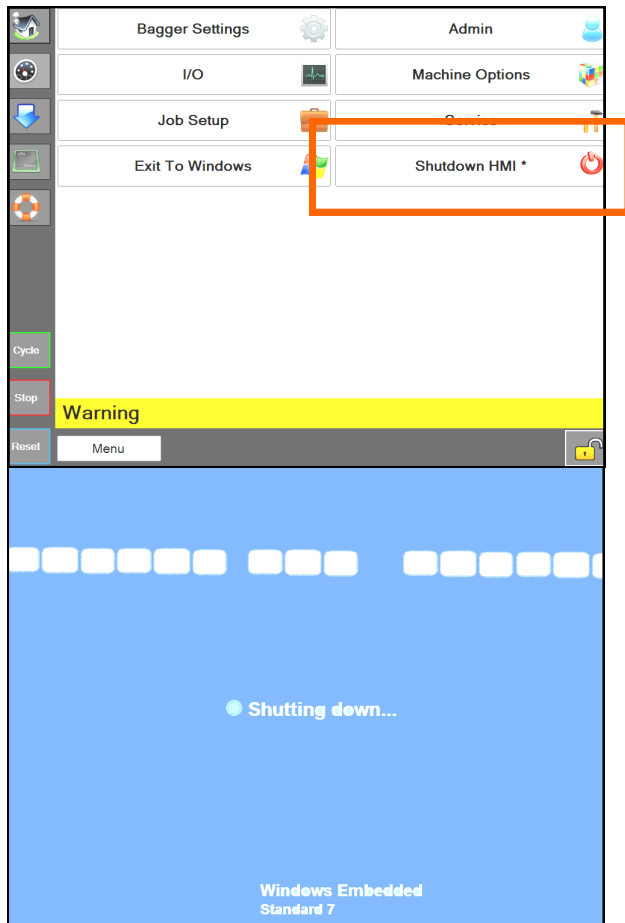 Bagger Settings
Admin
I/O
Machine Options
Job Setup
Service
Exit To Windows
Shutdown HMI *
Cycle
Stop
Warning
Reset
Menu
Shutting down...
Windows Embedded
Standard 7